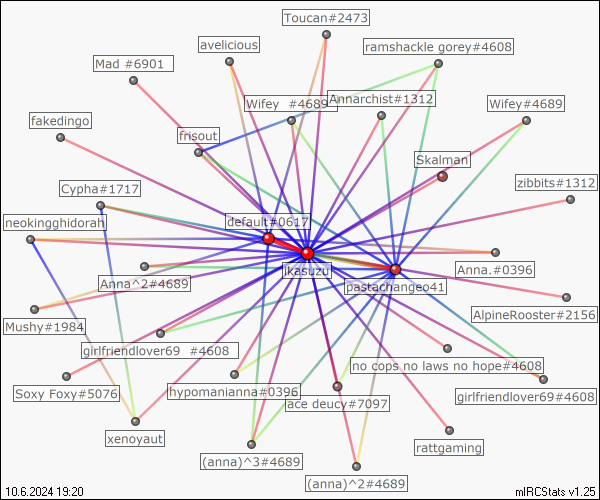 Toucan#2473
avelicious
ramshackle gorey#4608
Mad #6901
Wifey  #4689
Annarchist#1312
Wifey#4689
fakedingo
frisout
Skalman
Cypha#1717
zibbits#1312
neokingghidorah
default#0617
ikasuzu
Anna.#0396
Anna^2#4689
pastachangeo41
Mushy#1984
AlpineRooster#2156
girlfriendlover69  #4608
no cops no laws no hope#4608
Soxy Foxy#5076
hypomanianna#0396
ace deucy#7097
girlfriendlover69#4608
xenoyaut
rattgaming
(anna)^3#4689
(anna)^2#4689
10.6.2024 19:20
mIRCStats v1.25